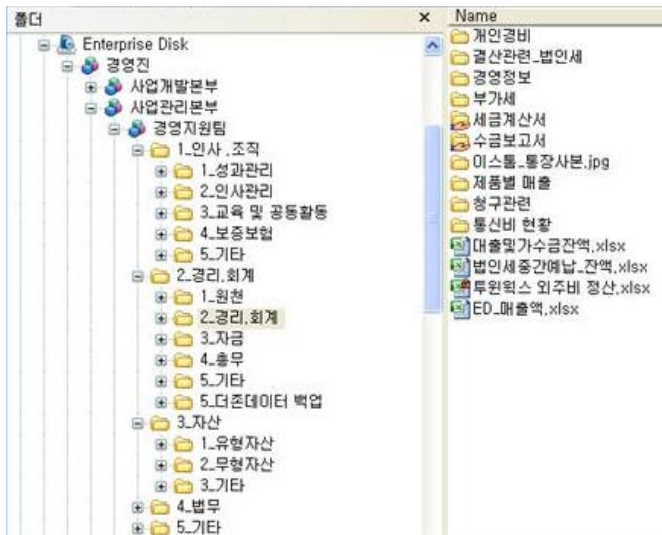 폴더
Enterprise Disk
경영진
사업개발본부
사업관리본부
경영지원팀
1_인사 .조직
1_성과관리
2_인사관리
3_교육 및 공동활동
4_보증보험
5_기타
2_경리,회계
1_원천
2_경리,회계
3_자금
4_총무
5_기타
5_더존데이터 백업
3_자산
1_유형자산
2_무형자산
3_기타
4_법무
5_기타
Name
개인경비
결산관련_법인세
경영정보
부가세
세금계산서
수금보고서
이스톰_통장사본.jpg
제품별 매출
청구관련
통신비 현황
대출및가수금잔액.xlsx
법인세중간예납_잔액.xlsx
투윈웍스 외주비 정산.xlsx
ED_매출액.xlsx